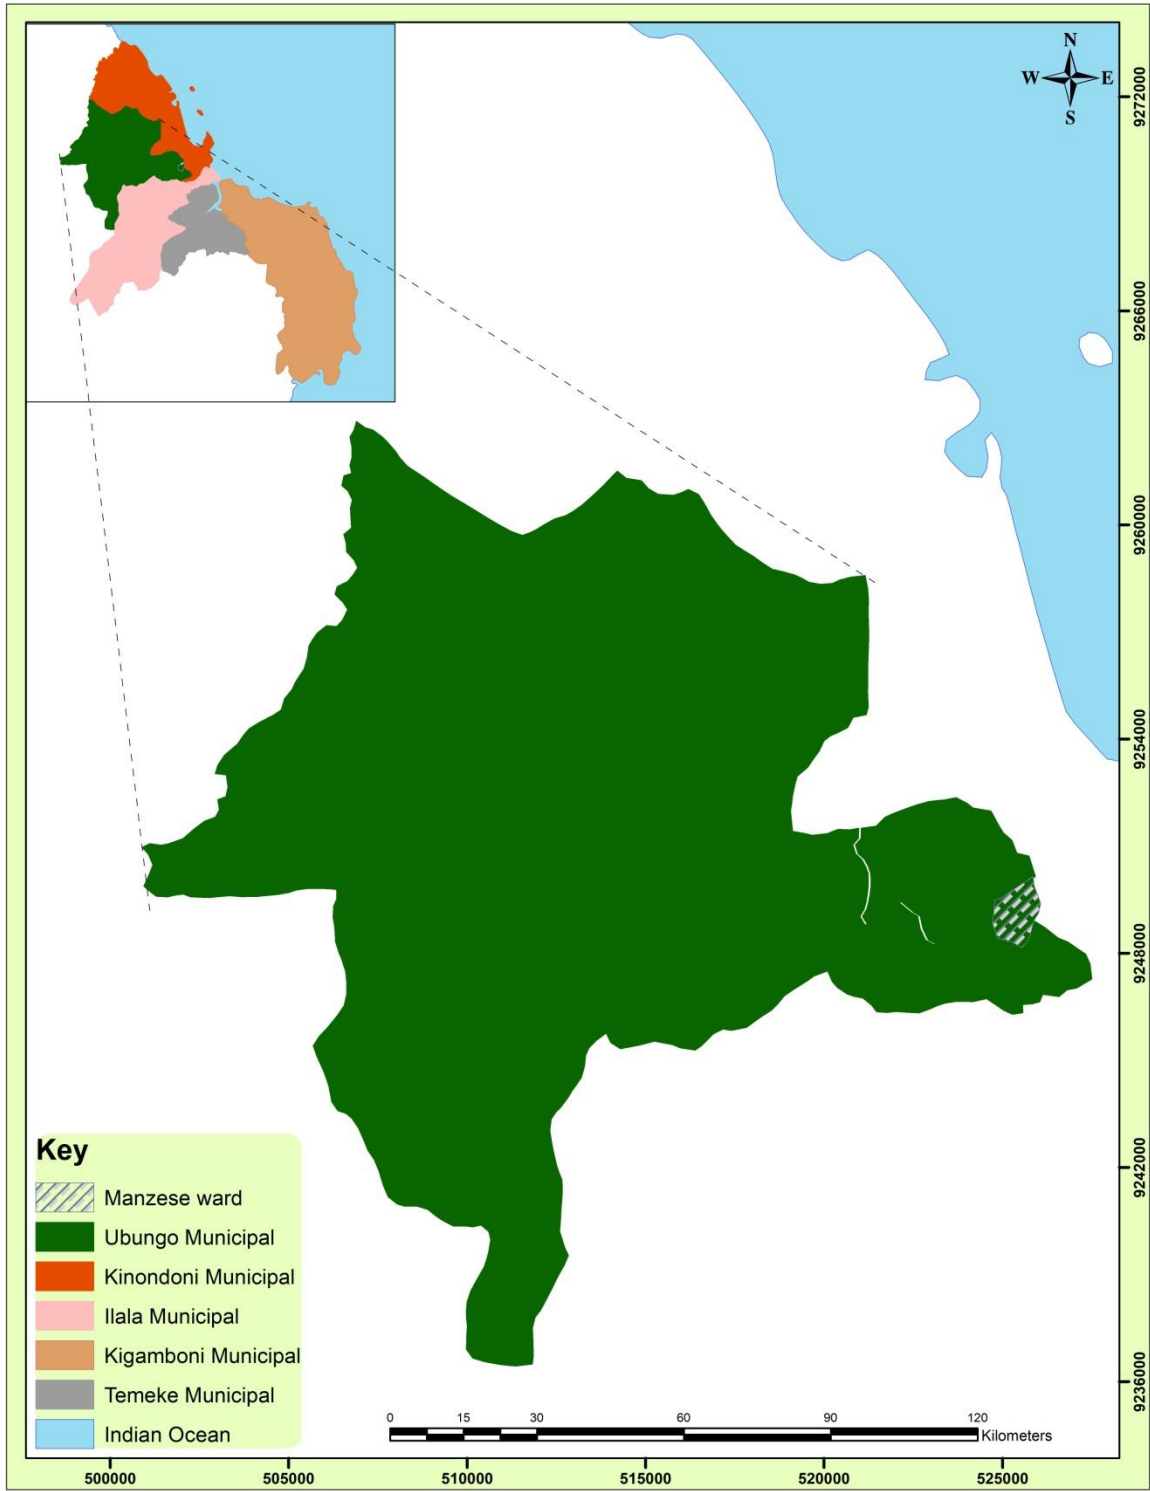 N
W E
S
9272000
9266000
9260000
9254000
9248000
9242000
9236000
Key
Manzese ward
Ubungo Municipal
Kinondoni Municipal
Ilala Municipal
Kigamboni Municipal
Temeke Municipal
Indian Ocean
0 15 30 60 90 120
Kilometers
500000 505000 510000 515000 520000 525000